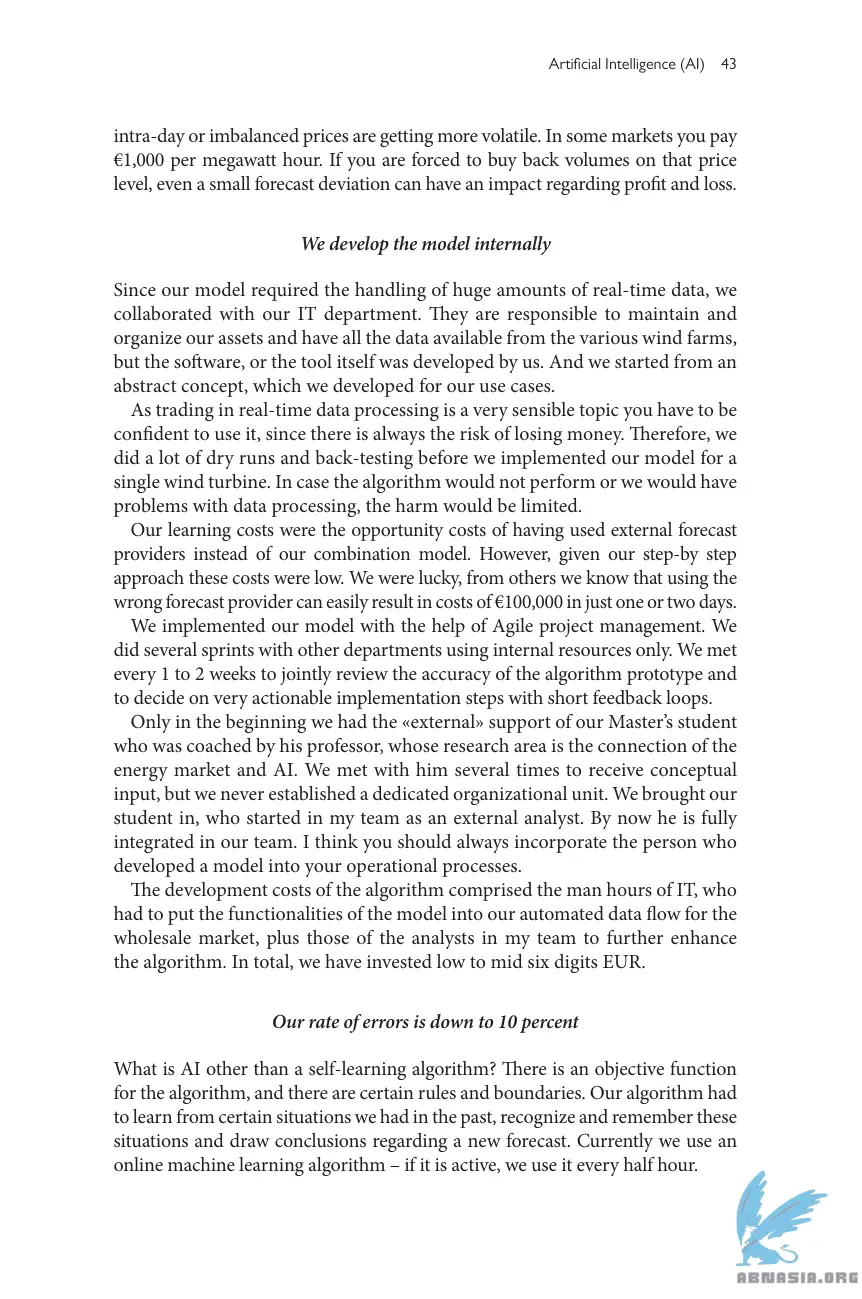 Artificial Intelligence (AI) 43
intra-day or imbalanced prices are getting more volatile. In some markets you pay
€1,000 per megawatt hour. If you are forced to buy back volumes on that price
level, even a small forecast deviation can have an impact regarding profit and loss.
We develop the model internally
Since our model required the handling of huge amounts of real-time data, we
collaborated with our IT department. They are responsible to maintain and
organize our assets and have all the data available from the various wind farms,
but the software, or the tool itself was developed by us. And we started from an
abstract concept, which we developed for our use cases.
As trading in real-time data processing is a very sensible topic you have to be
confident to use it, since there is always the risk of losing money. Therefore, we
did a lot of dry runs and back-testing before we implemented our model for a
single wind turbine. In case the algorithm would not perform or we would have
problems with data processing, the harm would be limited.
Our learning costs were the opportunity costs of having used external forecast
providers instead of our combination model. However, given our step-by step
approach these costs were low. We were lucky, from others we know that using the
wrong forecast provider can easily result in costs of €100,000 in just one or two days.
We implemented our model with the help of Agile project management. We
did several sprints with other departments using internal resources only. We met
every 1 to 2 weeks to jointly review the accuracy of the algorithm prototype and
to decide on very actionable implementation steps with short feedback loops.
Only in the beginning we had the «external» support of our Master's student
who was coached by his professor, whose research area is the connection of the
energy market and AI. We met with him several times to receive conceptual
input, but we never established a dedicated organizational unit. We brought our
student in, who started in my team as an external analyst. By now he is fully
integrated in our team. I think you should always incorporate the person who
developed a model into your operational processes.
The development costs of the algorithm comprised the man hours of IT, who
had to put the functionalities of the model into our automated data flow for the
wholesale market, plus those of the analysts in my team to further enhance
the algorithm. In total, we have invested low to mid six digits EUR.
Our rate of errors is down to 10 percent
What is AI other than a self-learning algorithm? There is an objective function
for the algorithm, and there are certain rules and boundaries. Our algorithm had
to learn from certain situations we had in the past, recognize and remember these
situations and draw conclusions regarding a new forecast. Currently we use an
online machine learning algorithm – if it is active, we use it every half hour.
ABNASIA.ORG